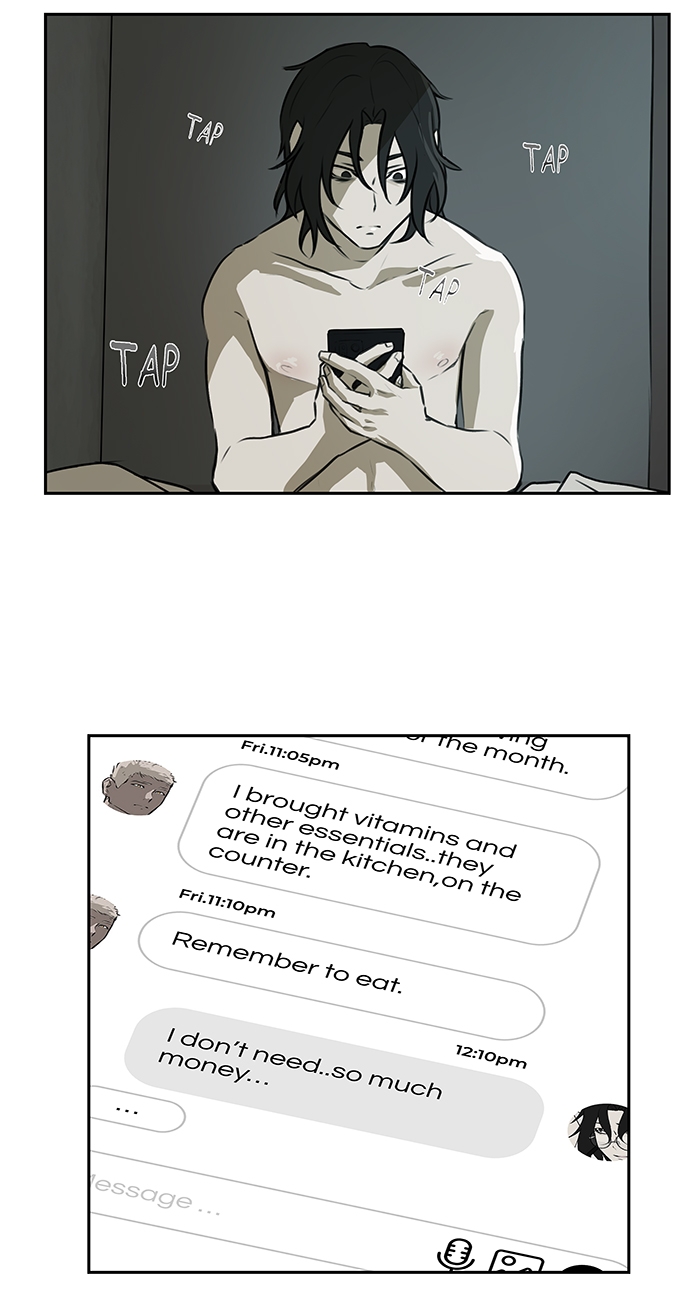 TAP
TAP
TAP
TAP
the month.
Fri.11:05pm
I brought vitamins and
other essentials..they
are in the kitchen,on the
counter.
Fri.11:10pm
Remember to eat.
12:10pm
I don't need..so much
money...
...
Message ...